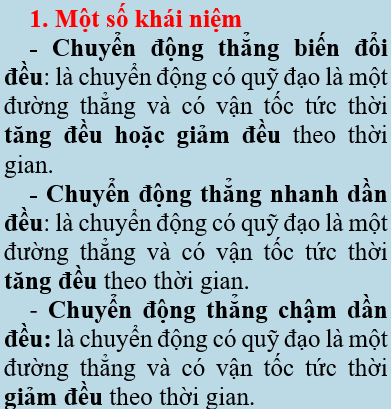 1. Một số khái niệm
- Chuyển động thẳng biến đổi
đều: là chuyển động có quỹ đạo là một
đường thẳng và có vận tốc tức thời
tăng đều hoặc giảm đều theo thời
gian.
- Chuyển động thẳng nhanh dần
đều: là chuyển động có quỹ đạo là một
đường thẳng và có vận tốc tức thời
tăng đều theo thời gian.
- Chuyển động thẳng chậm dần
đều: là chuyển động có quỹ đạo là một
đường thẳng và có vận tốc tức thời
giảm đều theo thời gian.